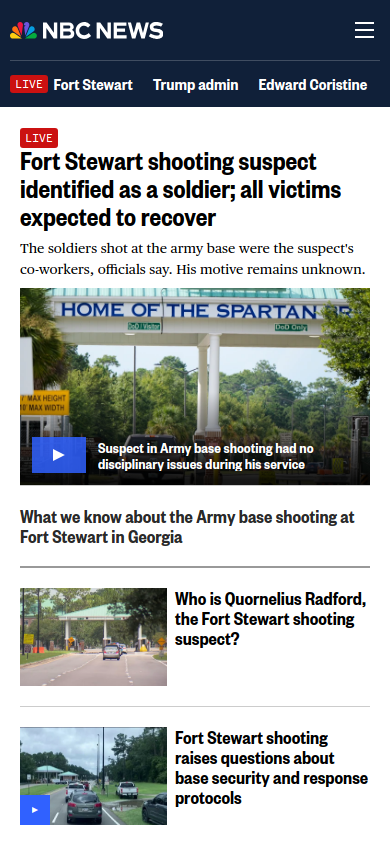 NBC NEWS
LIVE Fort Stewart Trump admin Edward Coristine
LIVE
Fort Stewart shooting suspect
identified as a soldier; all victims
expected to recover
The soldiers shot at the army base were the suspect's
co-workers, officials say. His motive remains unknown.
HOME OF THE SPARTAN
DoD | Visitor DoD Only
MAX HEIGHT
10' MAX WIDTH
Suspect in Army base shooting had no
disciplinary issues during his service
What we know about the Army base shooting at
Fort Stewart in Georgia
Who is Quornelius Radford,
the Fort Stewart shooting
suspect?
Fort Stewart shooting
raises questions about
base security and response
protocols